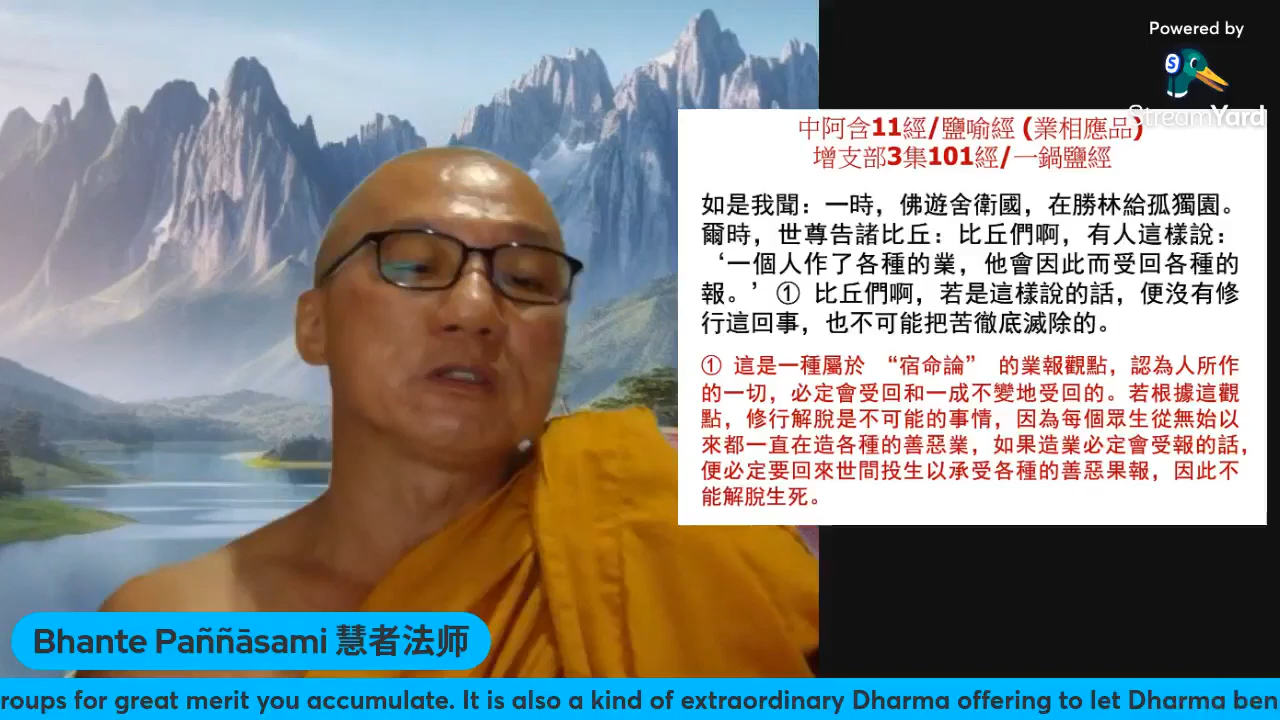 Powered by
StreamYard
中阿含11經/鹽喻經 (業相應品)
增支部3集101經/一鍋鹽經
如是我聞：一時，佛遊舍衛國，在勝林給孤獨園。
爾時，世尊告諸比丘：比丘們啊，有人這樣說：
‘一個人作了各種的業，他會因此而受回各種的
報。’ ① 比丘們啊，若是這樣說的話，便沒有修
行這回事，也不可能把苦徹底滅除的。
① 這是一種屬於 “宿命論” 的業報觀點，認為人所作
的一切，必定會受回和一成不變地受回的。若根據這觀
點，修行解脫是不可能的事情，因為每個眾生從無始以
來都一直在造各種的善惡業，如果造業必定會受報的話，
便必定要回來世間投生以承受各種的善惡果報，因此不
能解脫生死。
Bhante Paññāsami 慧者法师
roups for great merit you accumulate. It is also a kind of extraordinary Dharma offering to let Dharma ben